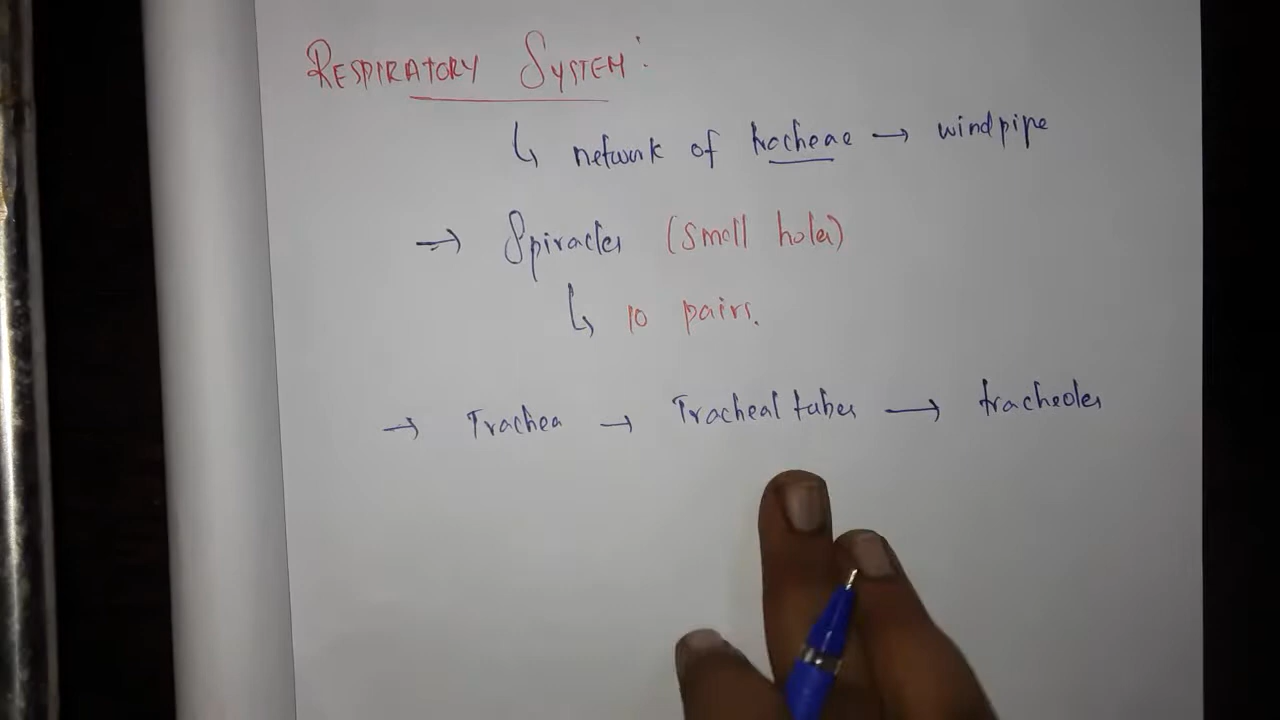 RESPIRATORY SYSTEM:
↳ network of tracheae → windpipe
→ Spiracles (small holes)
↳ 10 pairs.
→ Trachea → Tracheal tubes → tracheoles